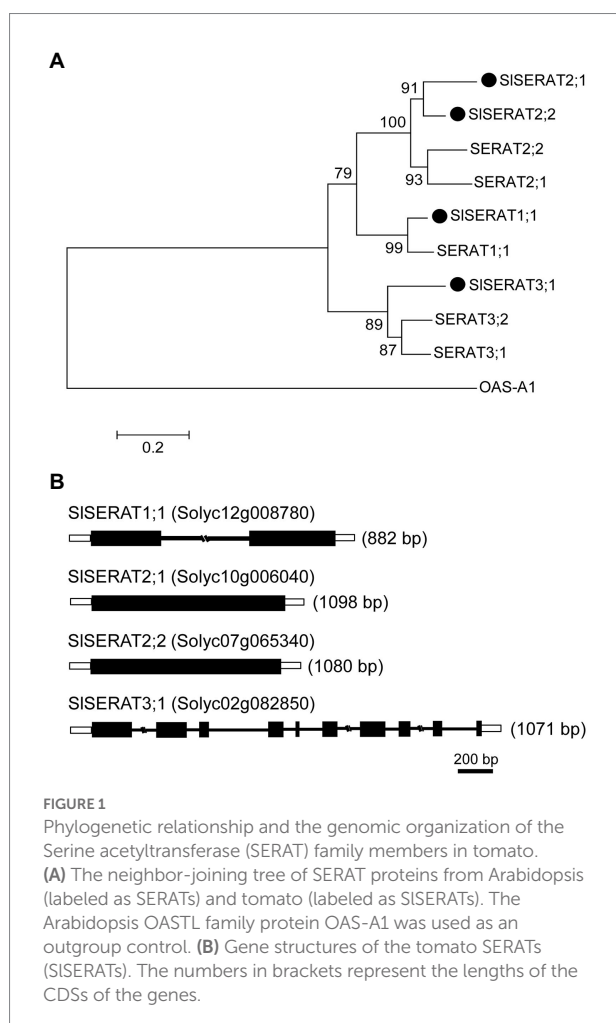 A
91
SlSERAT2;1
SlSERAT2;2
100
SERAT2;2
79
93
SERAT2;1
SlSERAT1;1
99
SERAT1;1
SlSERAT3;1
89
SERAT3;2
87
SERAT3;1
OAS-A1
0.2
B
SlSERAT1;1 (Solyc12g008780)
(882 bp)
SlSERAT2;1 (Solyc10g006040)
(1098 bp)
SlSERAT2;2 (Solyc07g065340)
(1080 bp)
SlSERAT3;1 (Solyc02g082850)
(1071 bp)
200 bp
FIGURE 1
Phylogenetic relationship and the genomic organization of the
Serine acetyltransferase (SERAT) family members in tomato.
(A) The neighbor-joining tree of SERAT proteins from Arabidopsis
(labeled as SERATs) and tomato (labeled as SlSERATs). The
Arabidopsis OASTL family protein OAS-A1 was used as an
outgroup control. (B) Gene structures of the tomato SERATs
(SlSERATs). The numbers in brackets represent the lengths of the
CDSs of the genes.